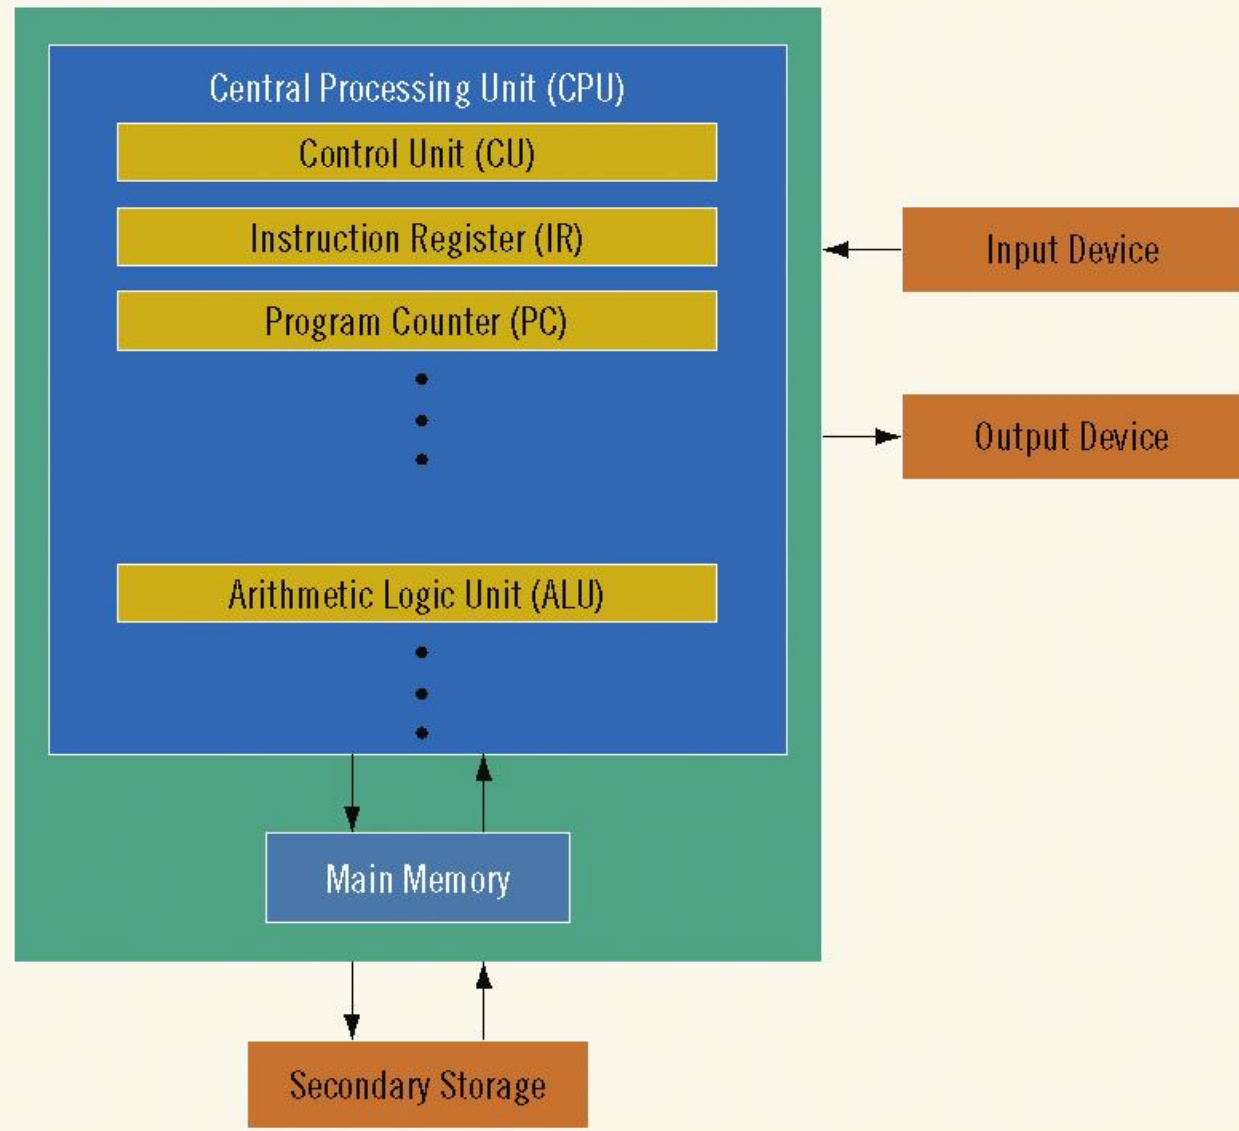 Central Processing Unit (CPU)
Control Unit (CU)
Instruction Register (IR)
Program Counter (PC)
Arithmetic Logic Unit (ALU)
Main Memory
Secondary Storage
Input Device
Output Device